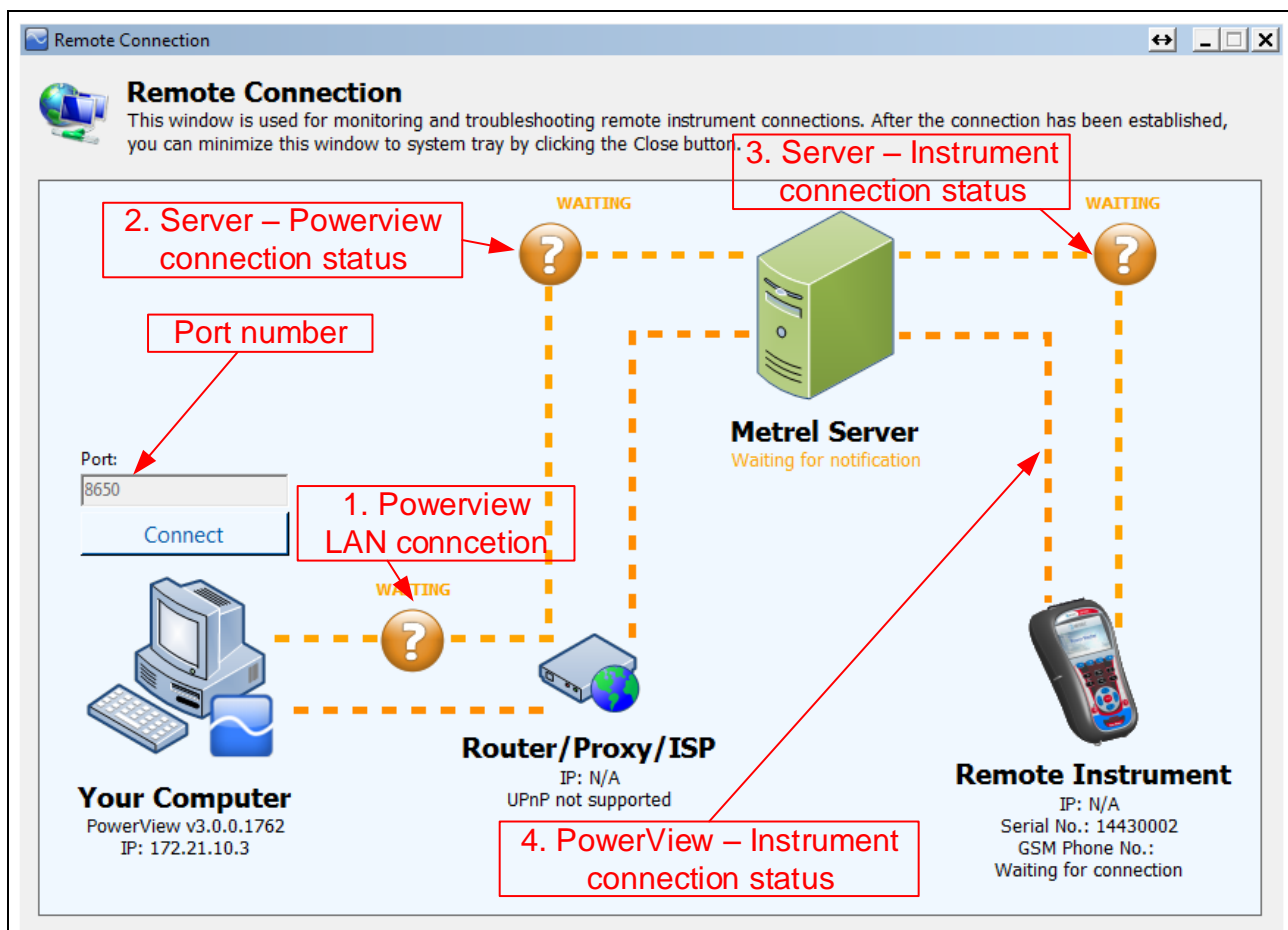 Remote Connection
Remote Connection
This window is used for monitoring and troubleshooting remote instrument connections. After the connection has been established,
you can minimize this window to system tray by clicking the Close button.
3. Server – Instrument
connection status
2. Server – Powerview
connection status
WAITING
WAITING
Port number
Metrel Server
Waiting for notification
Port:
8650
Connect
1. Powerview
LAN conncetion
WAITING
Router/Proxy/ISP
IP: N/A
UPnP not supported
Your Computer
PowerView v3.0.0.1762
IP: 172.21.10.3
Remote Instrument
IP: N/A
Serial No.: 14430002
GSM Phone No.:
Waiting for connection
4. PowerView – Instrument
connection status